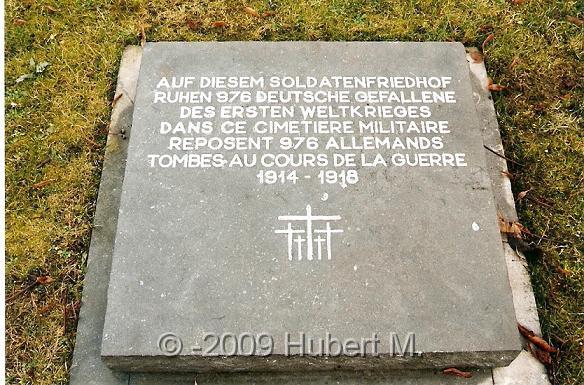 AUF DIESEM SOLDATENFRIEDHOF
RUHEN 976 DEUTSCHE GEFALLENE
DES ERSTEN WELTKRIEGES
DANS CE CIMETIERE MILITAIRE
REPOSENT 976 ALLEMANDS
TOMBES AU COURS DE LA GUERRE
1914 - 1918
© -2009 Hubert M.